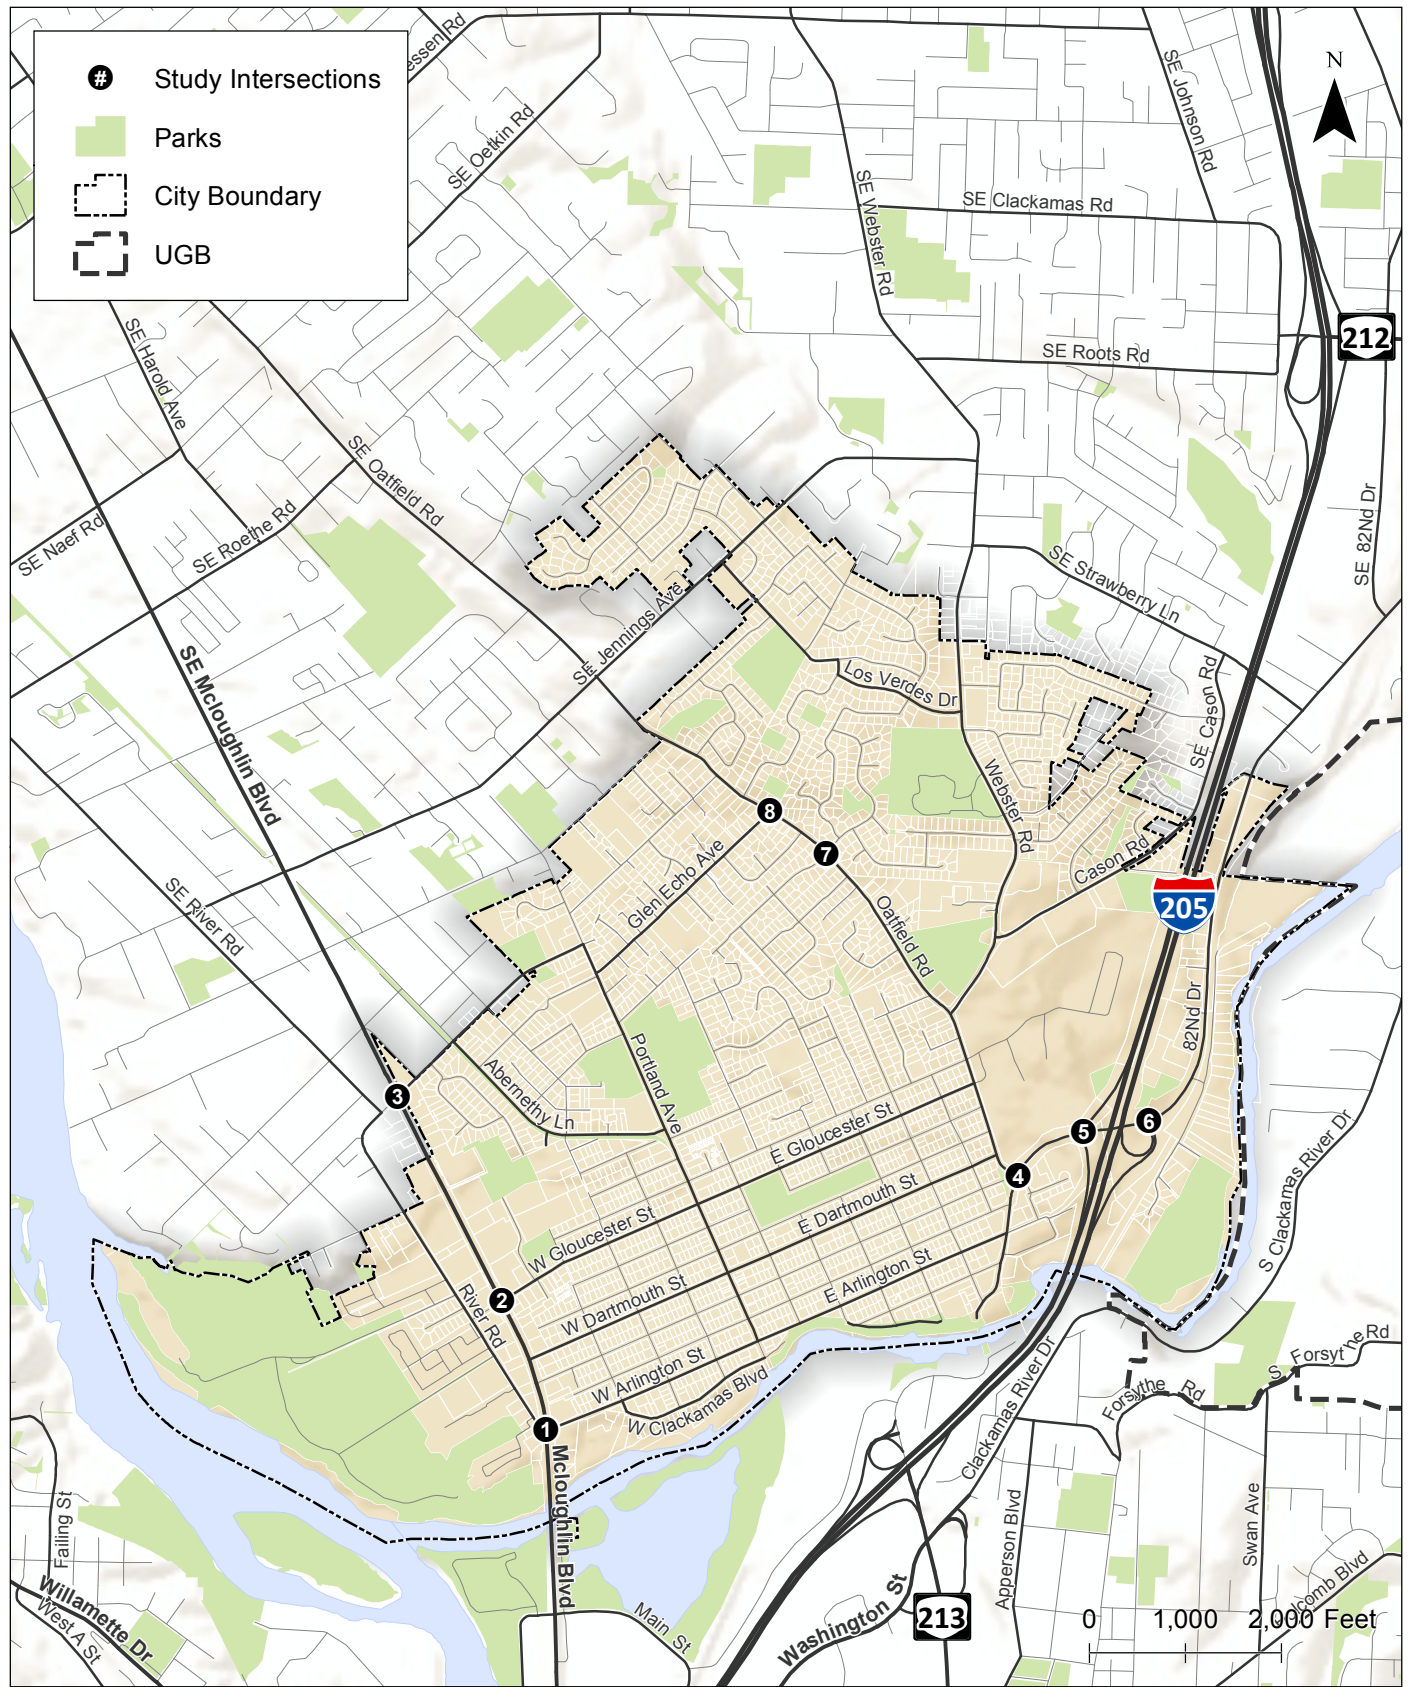 #
Study Intersections
Parks
City Boundary
UGB
essen Rd
SE Oetkin Rd
SE Johnson Rd
N
SE Webster Rd
SE Clackamas Rd
212
SE Roots Rd
SE Harold Ave
SE Oatfield Rd
SE Naef Rd
SE Roethe Rd
SE 82Nd Dr
SE Strawberry Ln
SE Jennings Ave
SE Mcloughlin Blvd
Los Verdes Dr
SE Cason Rd
Webster Rd
8
7
Glen Echo Ave
Cason Rd
205
SE River Rd
Oatfield Rd
82Nd Dr
Portland Ave
Abernethy Ln
3
E Gloucester St
5
6
4
S Clackamas River Dr
E Dartmouth St
W Gloucester St
E Arlington St
2
River Rd
W Dartmouth St
W Arlington St
W Clackamas Blvd
S Forsythe Rd
Forsythe Rd
Clackamas River Dr
1
Mcloughlin Blvd
Failing St
Apperson Blvd
Swan Ave
lcomb Blvd
Willamette Dr
West A St
Main St
Washington St
213
0 1,000 2,000 Feet